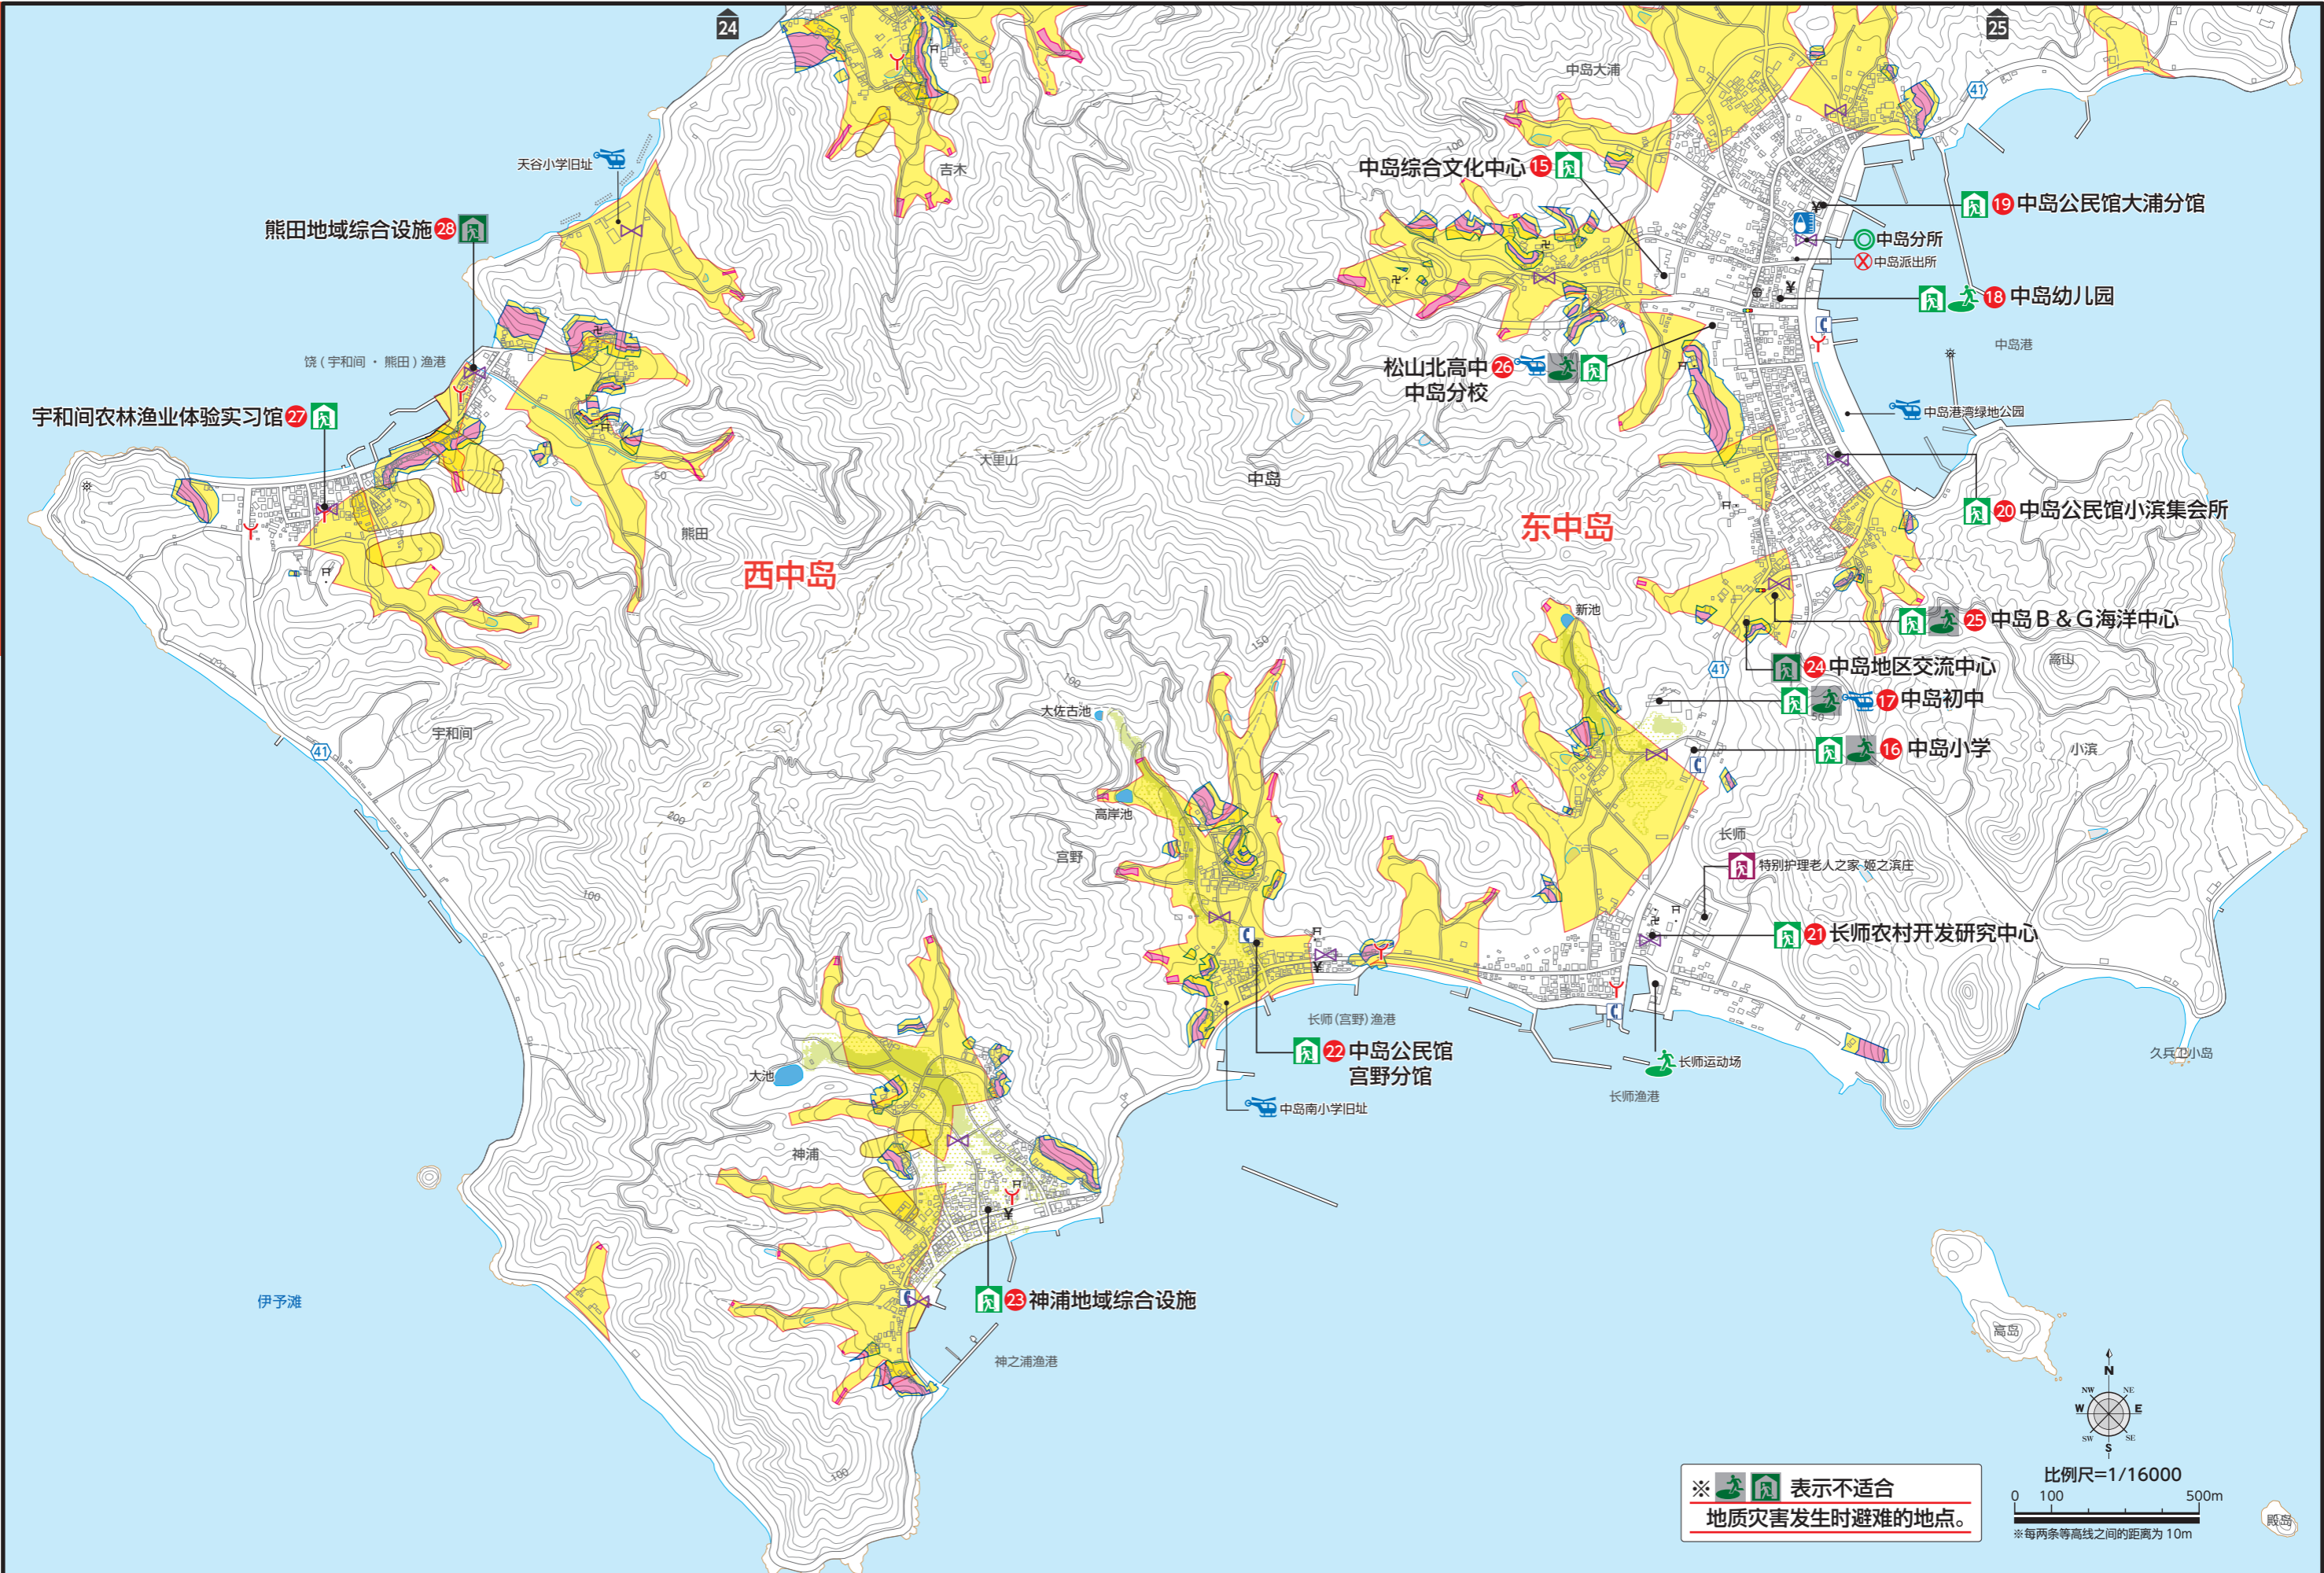 24
25
中岛大浦
41
100
天谷小学旧址
吉木
中岛综合文化中心 15
19 中岛公民馆大浦分馆
熊田地域综合设施 28
中岛分所
中岛派出所
18 中岛幼儿园
中岛港
饶（宇和间・熊田）渔港
松山北高中 26
中岛分校
宇和间农林渔业体验实习馆 27
中岛港湾绿地公园
大里山
中岛
50
20 中岛公民馆小滨集会所
东中岛
熊田
西中岛
新池
25 中岛B＆G海洋中心
150
嵩山
24 中岛地区交流中心
41
100
17 中岛初中
50
大佐古池
宇和间
16 中岛小学
小滨
41
高岸池
200
长师
宫野
特别护理老人之家 姬之滨庄
100
21 长师农村开发研究中心
长师(宫野)渔港
22 中岛公民馆
宫野分馆
久兵卫小岛
长师运动场
大池
长师渔港
中岛南小学旧址
神浦
伊予滩
23 神浦地域综合设施
高岛
神之浦渔港
N
NW
NE
W
E
SW
SE
S
100
比例尺=1/16000
※ 表示不适合
地质灾害发生时避难的地点。
0 100 500m
※每两条等高线之间的距离为 10m
殿岛